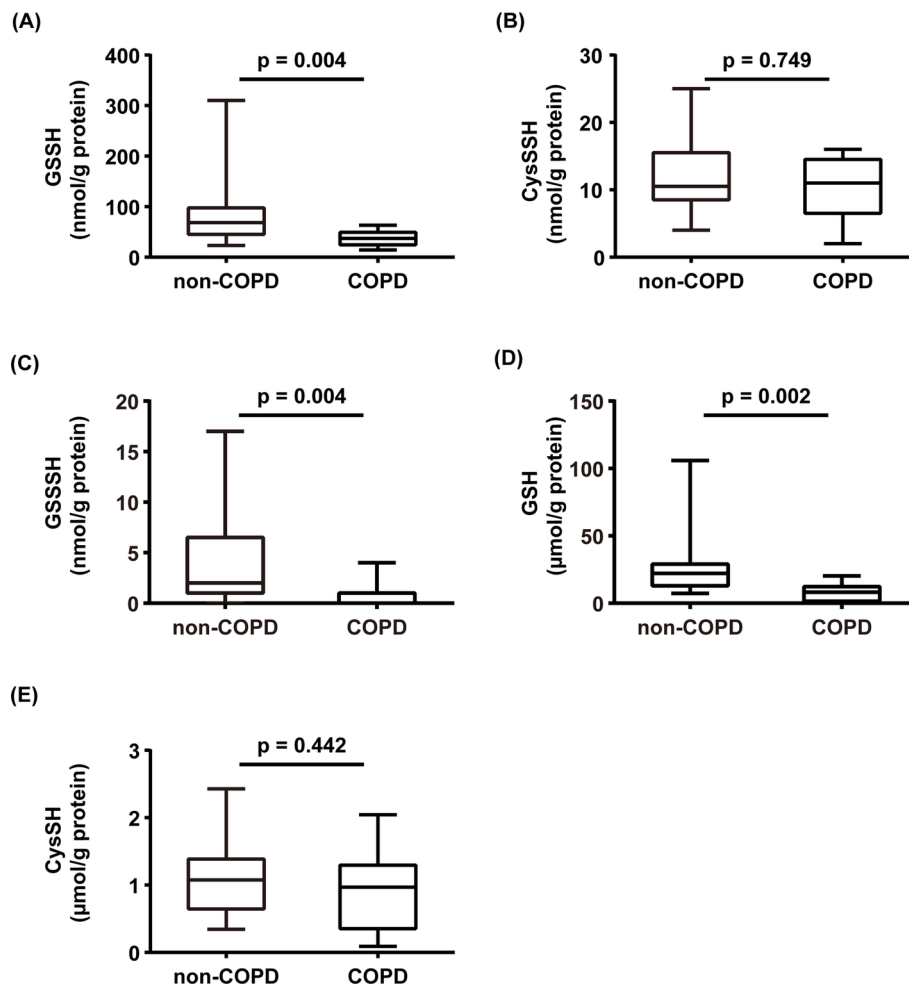 (A)
GSSH
(nmol/g protein)
400
300
200
100
0
p = 0.004
non-COPD
COPD
(B)
CysSSH
(nmol/g protein)
30
20
10
0
p = 0.749
non-COPD
COPD
(C)
GSSSH
(nmol/g protein)
20
15
10
5
0
p = 0.004
non-COPD
COPD
(D)
GSH
(µmol/g protein)
150
100
50
0
p = 0.002
non-COPD
COPD
(E)
CysSH
(µmol/g protein)
3
2
1
0
p = 0.442
non-COPD
COPD